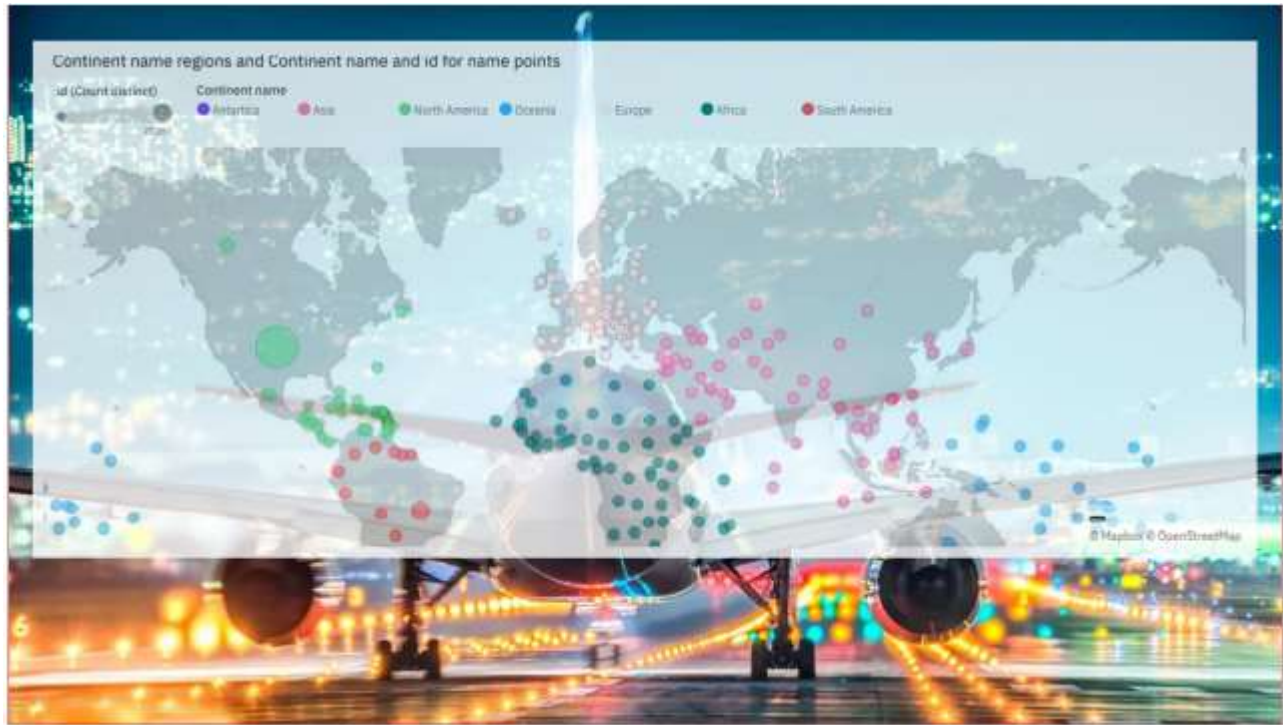 Continent name regions and Continent name and id for name points
id (Count distinct) Continent name
Antartica Asia North America Oceania Europe Africa South America
© Mapbox © OpenStreetMap